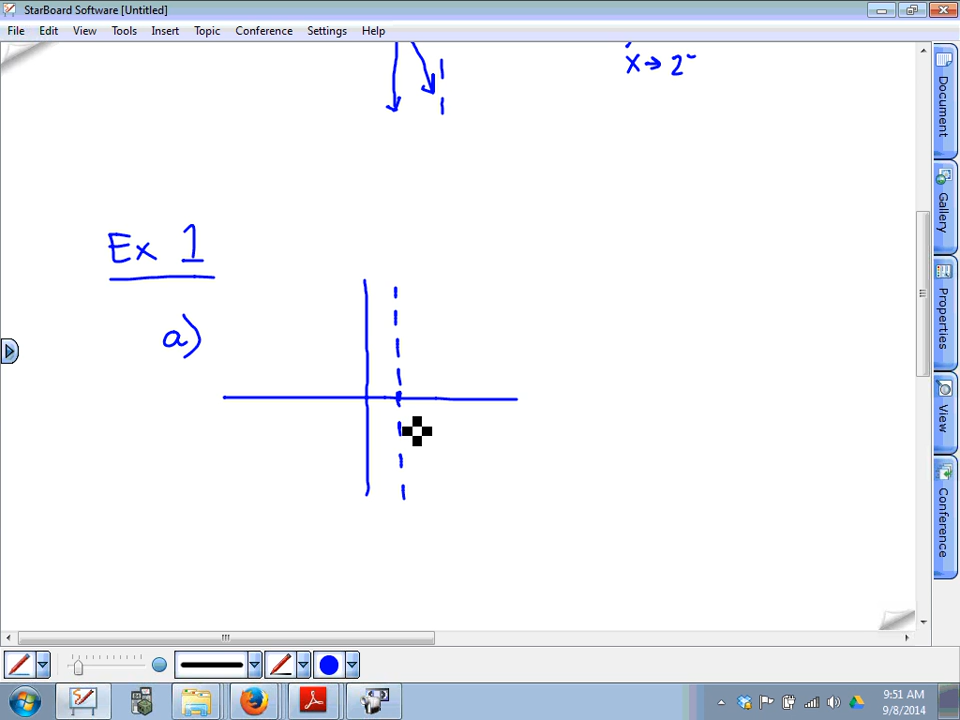 StarBoard Software [Untitled]
File Edit View Tools Insert Topic Conference Settings Help
x → 2⁻
Ex 1
a)
Document
Gallery
Properties
View
Conference
9:51 AM
9/8/2014